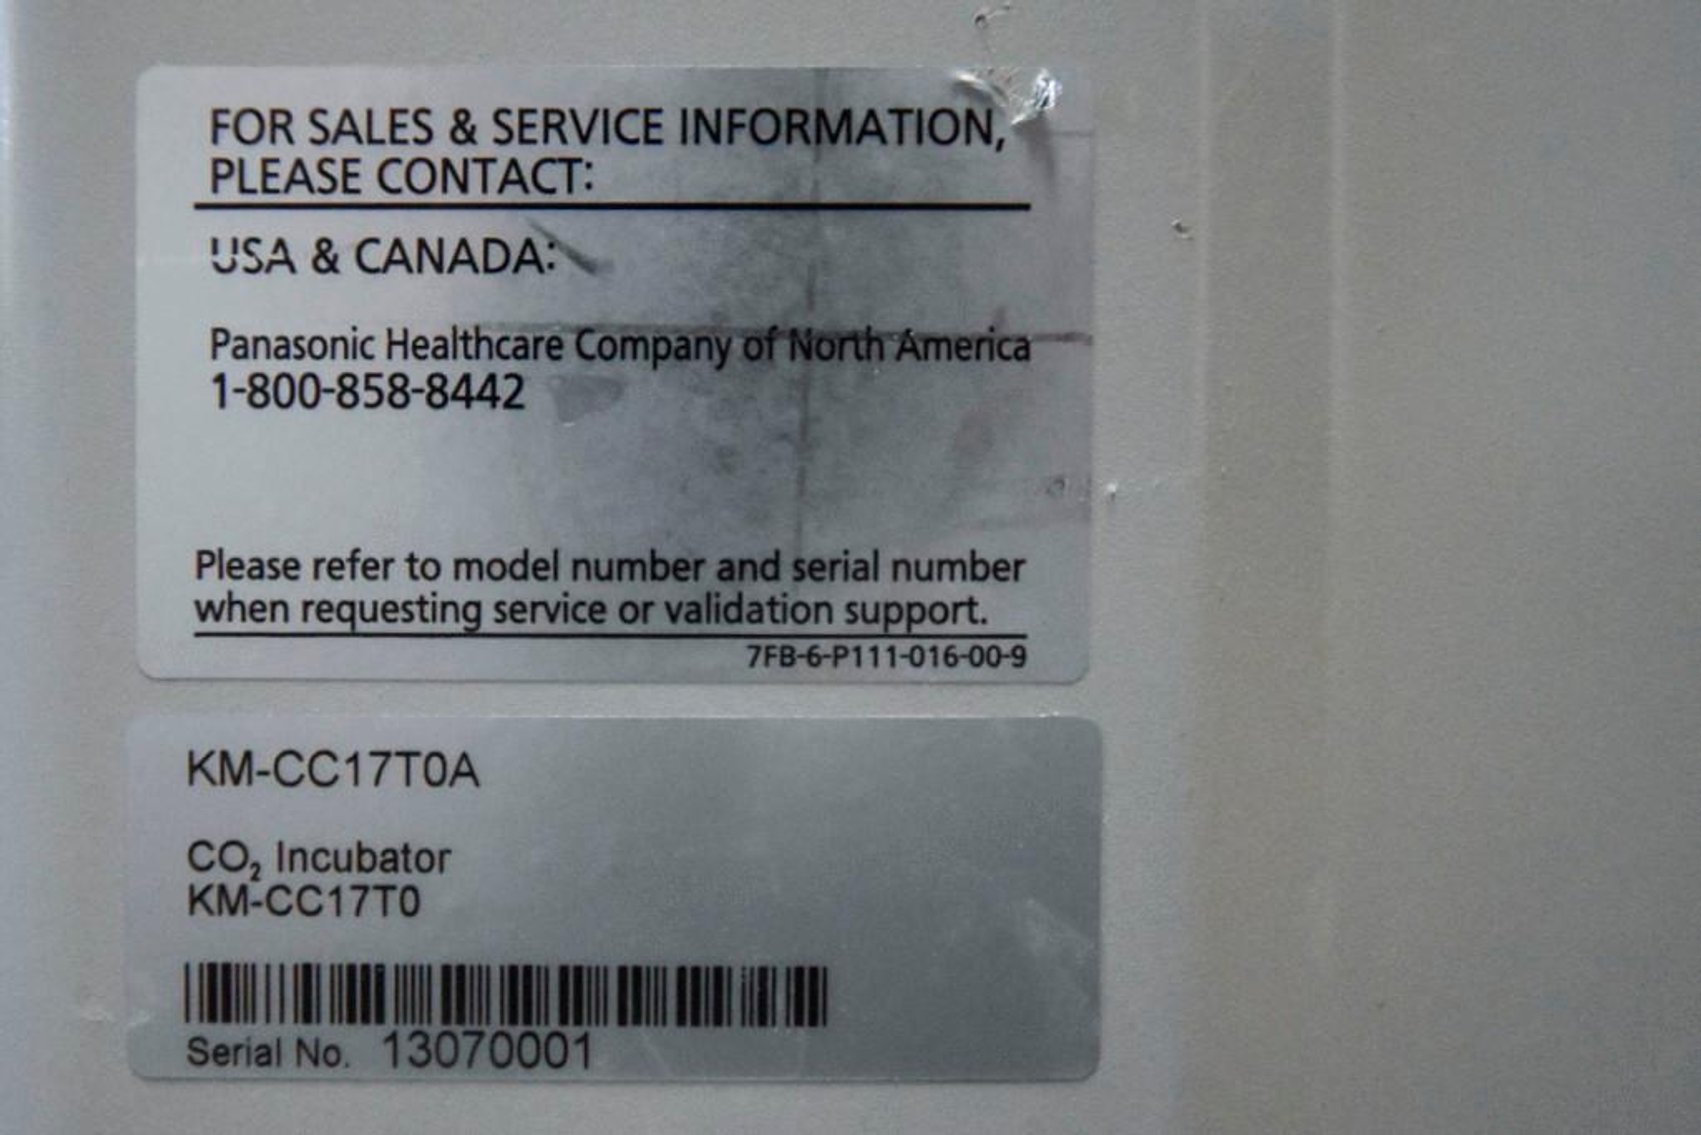 FOR SALES & SERVICE INFORMATION,
PLEASE CONTACT:
USA & CANADA:
Panasonic Healthcare Company of North America
1-800-858-8442
Please refer to model number and serial number
when requesting service or validation support.
7FB-6-P111-016-00-9
KM-CC17T0A
CO₂ Incubator
KM-CC17T0
Serial No. 13070001